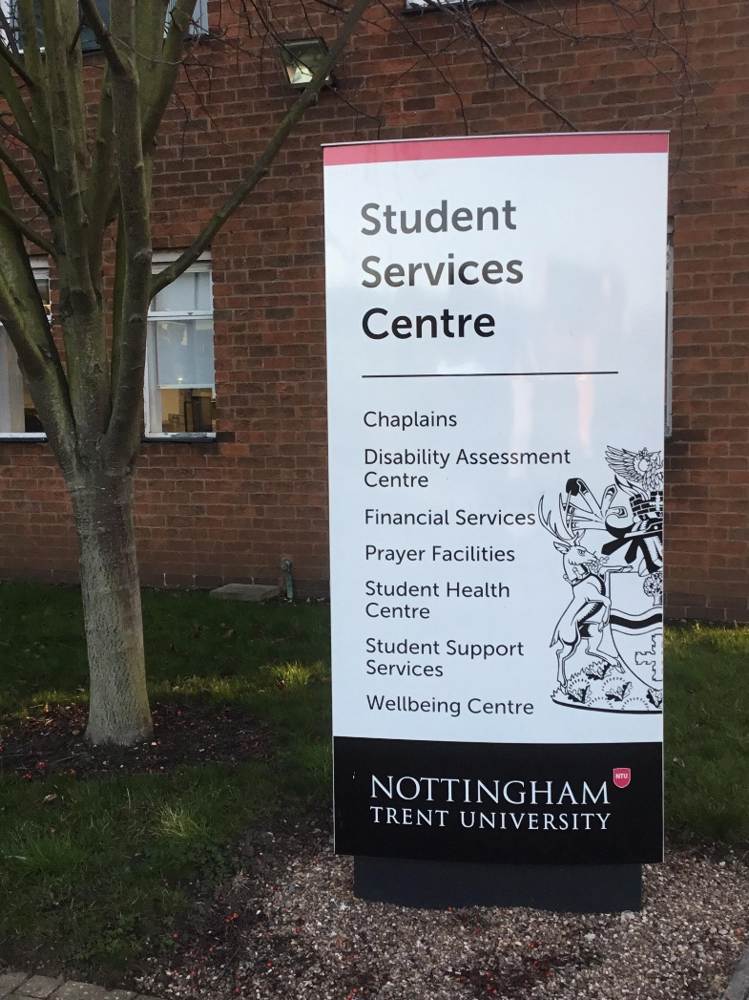 Student
Services
Centre
Chaplains
Disability Assessment
Centre
Financial Services
Prayer Facilities
Student Health
Centre
Student Support
Services
Wellbeing Centre
NOTTINGHAM NTU
TRENT UNIVERSITY